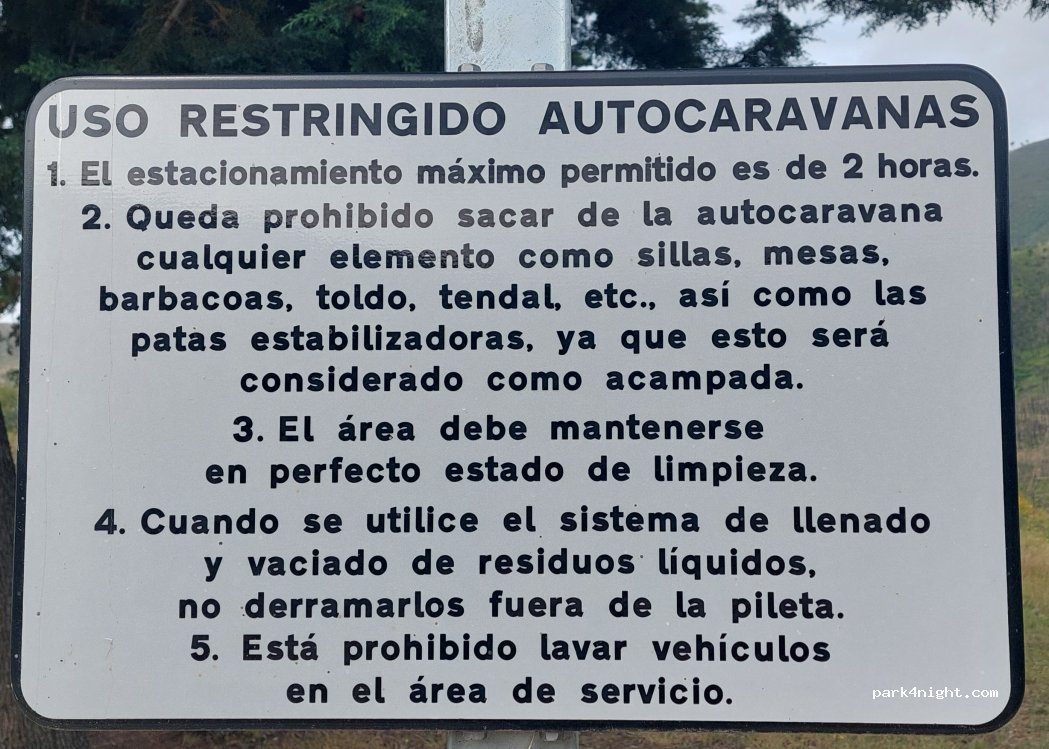 USO RESTRINGIDO AUTOCARAVANAS
1. El estacionamiento máximo permitido es de 2 horas.
2. Queda prohibido sacar de la autocaravana
cualquier elemento como sillas, mesas,
barbacoas, toldo, tendal, etc., así como las
patas estabilizadoras, ya que esto será
considerado como acampada.
3. El área debe mantenerse
en perfecto estado de limpieza.
4. Cuando se utilice el sistema de llenado
y vaciado de residuos líquidos,
no derramarlos fuera de la pileta.
5. Está prohibido lavar vehículos
en el área de servicio.
park4night.com